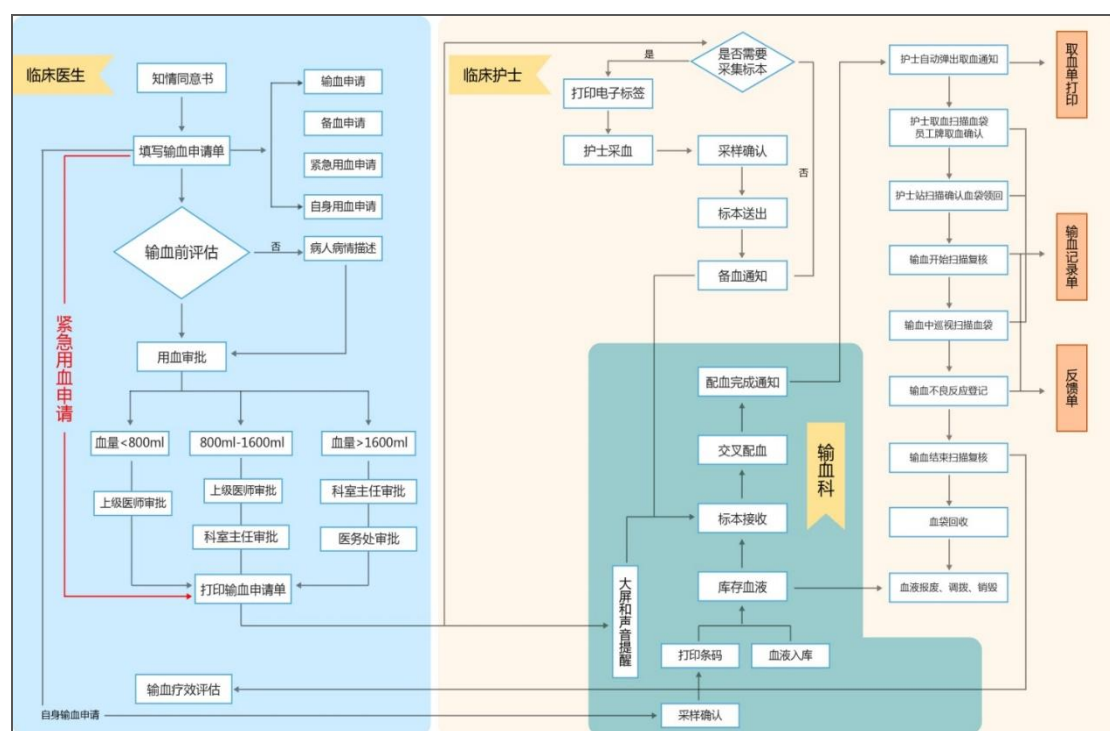 临床医生
知情同意书
填写输血申请单
输血申请
备血申请
紧急用血申请
自身用血申请
输血前评估
否
病人病情描述
紧急用血申请
用血审批
血量<800ml
800ml-1600ml
血量>1600ml
上级医师审批
上级医师审批
科室主任审批
科室主任审批
医务处审批
打印输血申请单
输血疗效评估
自身输血申请
临床护士
是否需要
采集标本
是
否
打印电子标签
护士采血
采样确认
标本送出
备血通知
输血科
配血完成通知
交叉配血
标本接收
库存血液
大屏和声音提醒
打印条码
血液入库
采样确认
护士自动弹出取血通知
护士取血扫描血袋
员工牌取血确认
护士站扫描确认血袋领回
输血开始扫描复核
输血中巡视扫描血袋
输血不良反应登记
输血结束扫描复核
血袋回收
血液报废、调拨、销毁
取血单打印
输血记录单
反馈单